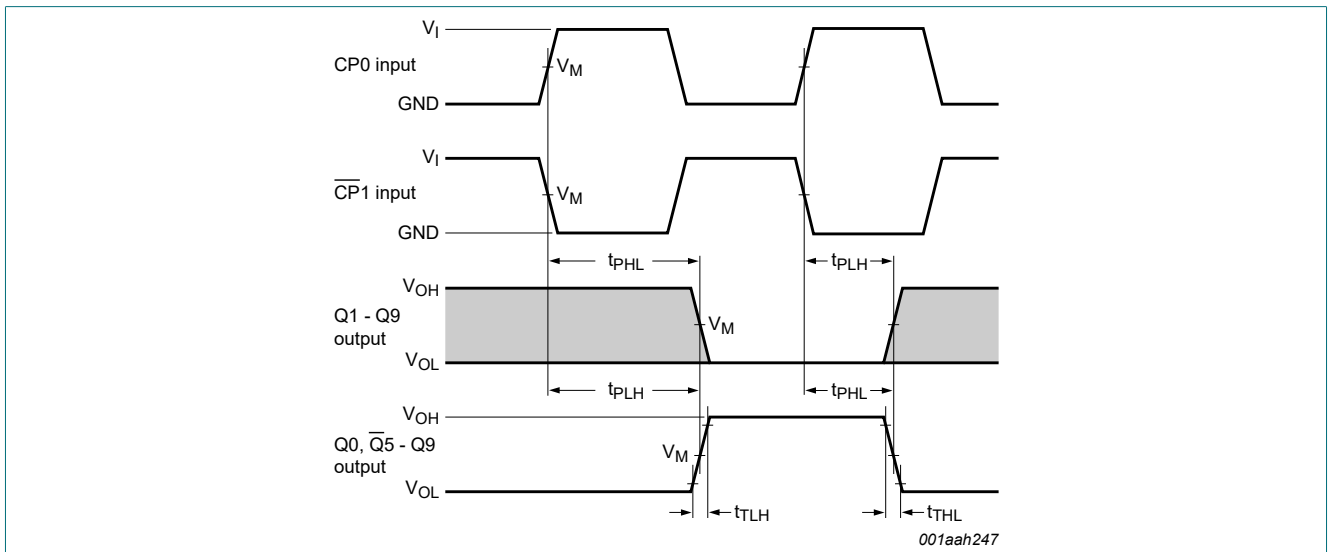 VI
CP0 input
VM
GND
VI
CP1 input
VM
GND
tPHL
tPLH
VOH
Q1 - Q9
output
VM
VOL
tPLH
tPHL
VOH
Q0, Q5 - Q9
output
VM
VOL
tTLH
tTHL
001aah247